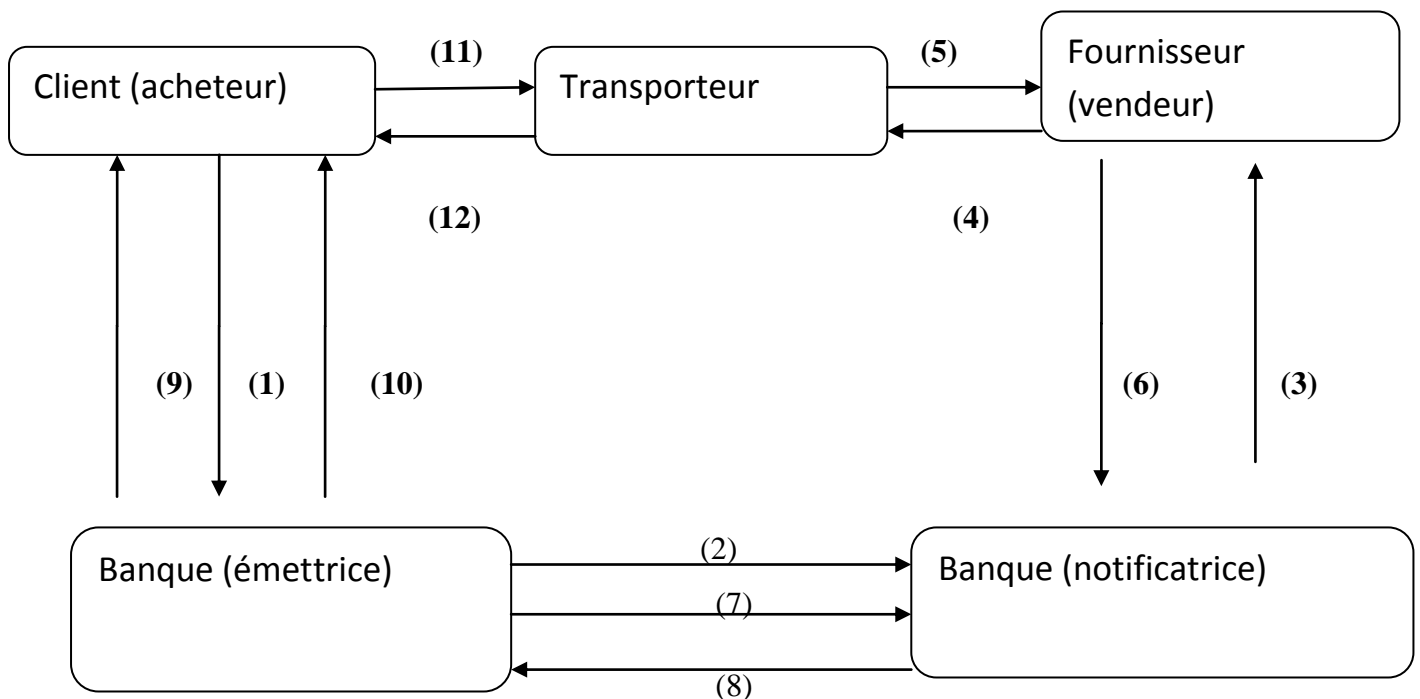 (11)
(5)
Client (acheteur)
Transporteur
Fournisseur
(vendeur)
(12)
(4)
(9)
(1)
(10)
(6)
(3)
Banque (émettrice)
(2)
(7)
(8)
Banque (notificatrice)